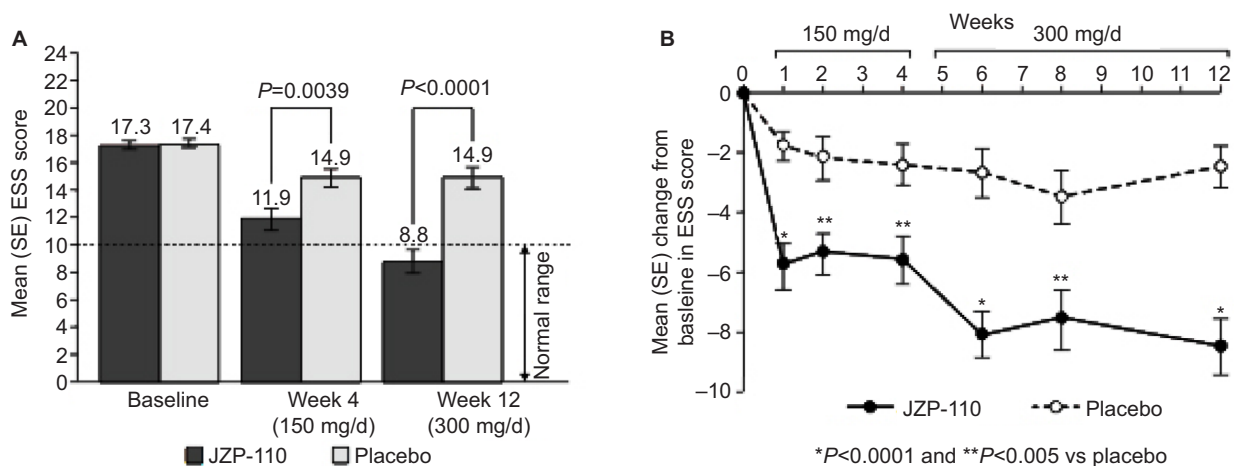 A
24
22
20
18
16
14
12
10
8
6
4
2
0
Mean (SE) ESS score
17.3
17.4
P=0.0039
11.9
14.9
P<0.0001
8.8
14.9
Normal range
Baseline
Week 4
(150 mg/d)
Week 12
(300 mg/d)
JZP-110
Placebo
B
Weeks
150 mg/d
300 mg/d
0 1 2 4 5 6 7 8 9 10 11 12
0
–2
–4
–6
–8
–10
Mean (SE) change from
basleine in ESS score
*
**
**
*
**
*
JZP-110
Placebo
*P<0.0001 and **P<0.005 vs placebo